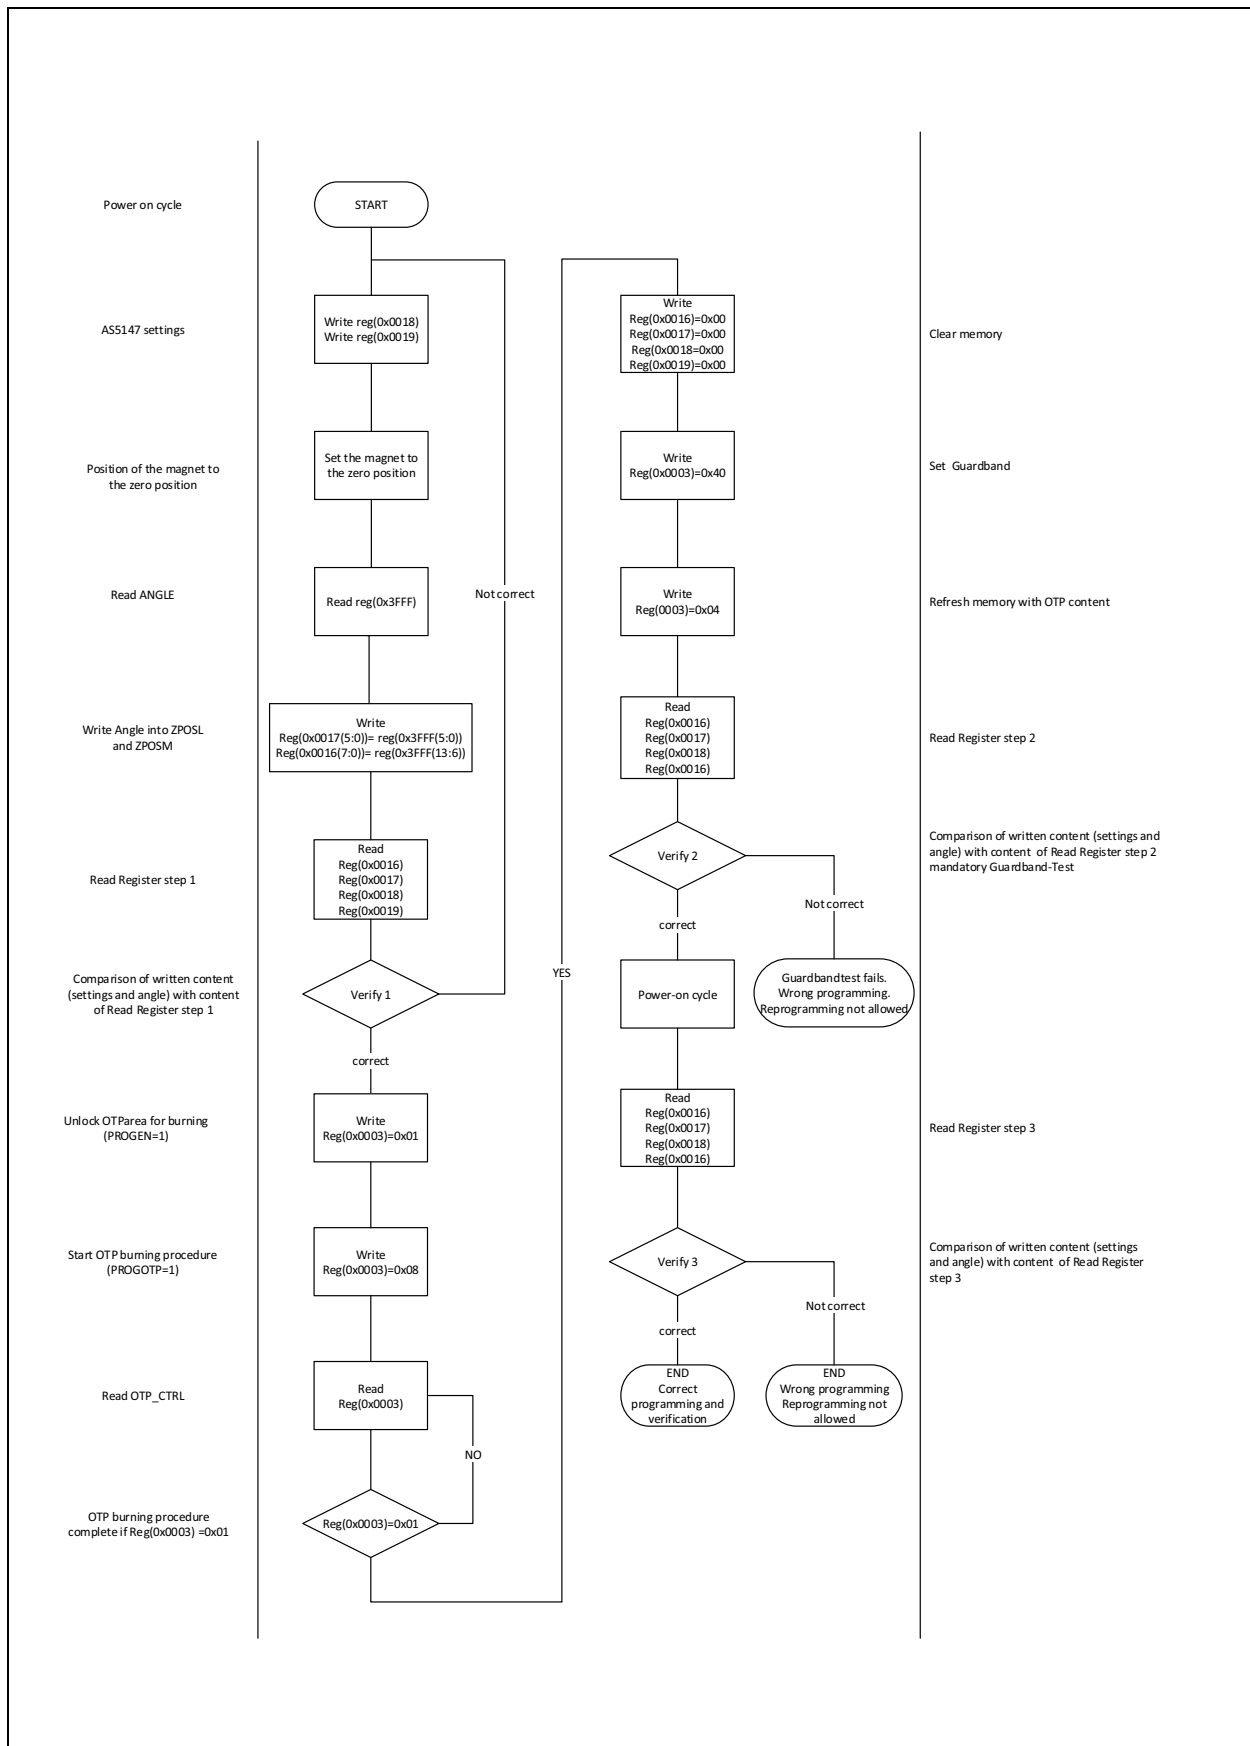 Power on cycle
START
AS5147 settings
Write reg(0x0018)
Write reg(0x0019)
Position of the magnet to
the zero position
Set the magnet to
the zero position
Read ANGLE
Read reg(0x3FFF)
Not correct
Write Angle into ZPOSL
and ZPOSM
Write
Reg(0x0017(5:0))= reg(0x3FFF(5:0))
Reg(0x0016(7:0))= reg(0x3FFF(13:6))
Read Register step 1
Read
Reg(0x0016)
Reg(0x0017)
Reg(0x0018)
Reg(0x0019)
Comparison of written content
(settings and angle) with content
of Read Register step 1
Verify 1
correct
Unlock OTParea for burning
(PROGEN=1)
Write
Reg(0x0003)=0x01
Start OTP burning procedure
(PROGOTP=1)
Write
Reg(0x0003)=0x08
Read OTP_CTRL
Read
Reg(0x0003)
NO
OTP burning procedure
complete if Reg(0x0003) =0x01
Reg(0x0003)=0x01
YES
Write
Reg(0x0016)=0x00
Reg(0x0017)=0x00
Reg(0x0018=0x00
Reg(0x0019)=0x00
Clear memory
Write
Reg(0x0003)=0x40
Set Guardband
Write
Reg(0003)=0x04
Refresh memory with OTP content
Read
Reg(0x0016)
Reg(0x0017)
Reg(0x0018)
Reg(0x0016)
Read Register step 2
Verify 2
Comparison of written content (settings and
angle) with content of Read Register step 2
mandatory Guardband-Test
Not correct
correct
Guardbandtest fails.
Wrong programming.
Reprogramming not allowed
Power-on cycle
Read
Reg(0x0016)
Reg(0x0017)
Reg(0x0018)
Reg(0x0016)
Read Register step 3
Verify 3
Comparison of written content (settings
and angle) with content of Read Register
step 3
Not correct
correct
END
Correct
programming and
verification
END
Wrong programming
Reprogramming not
allowed